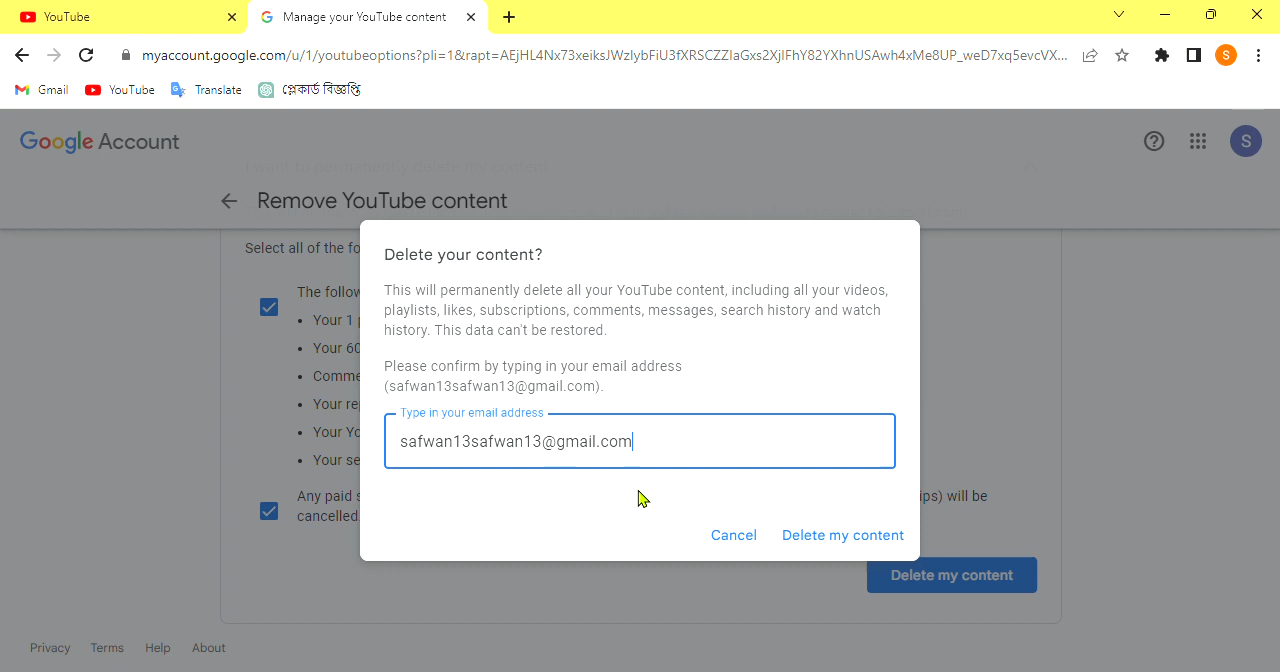 YouTube
Manage your YouTube content
myaccount.google.com/u/1/youtubeoptions?pli=1&rapt=AEjHL4Nx73xeiksJWzlybFiU3fXRSCZZlaGxs2XjlFhY82YXhnUSAwh4xMe8UP_weD7xq5evcVX...
S
Gmail
YouTube
Translate
প্লেকার্ড বিজ্ঞপ্তি
Google Account
S
Remove YouTube content
Select all of the fo
Delete your content?
This will permanently delete all your YouTube content, including all your videos,
playlists, likes, subscriptions, comments, messages, search history and watch
history. This data can't be restored.
Please confirm by typing in your email address
(safwan13safwan13@gmail.com).
Type in your email address
safwan13safwan13@gmail.com
Cancel
Delete my content
The follow
• Your 1 p
• Your 60
• Comme
• Your re
• Your Yo
• Your se
Any paid s
ips) will be
cancelled.
Delete my content
Privacy
Terms
Help
About